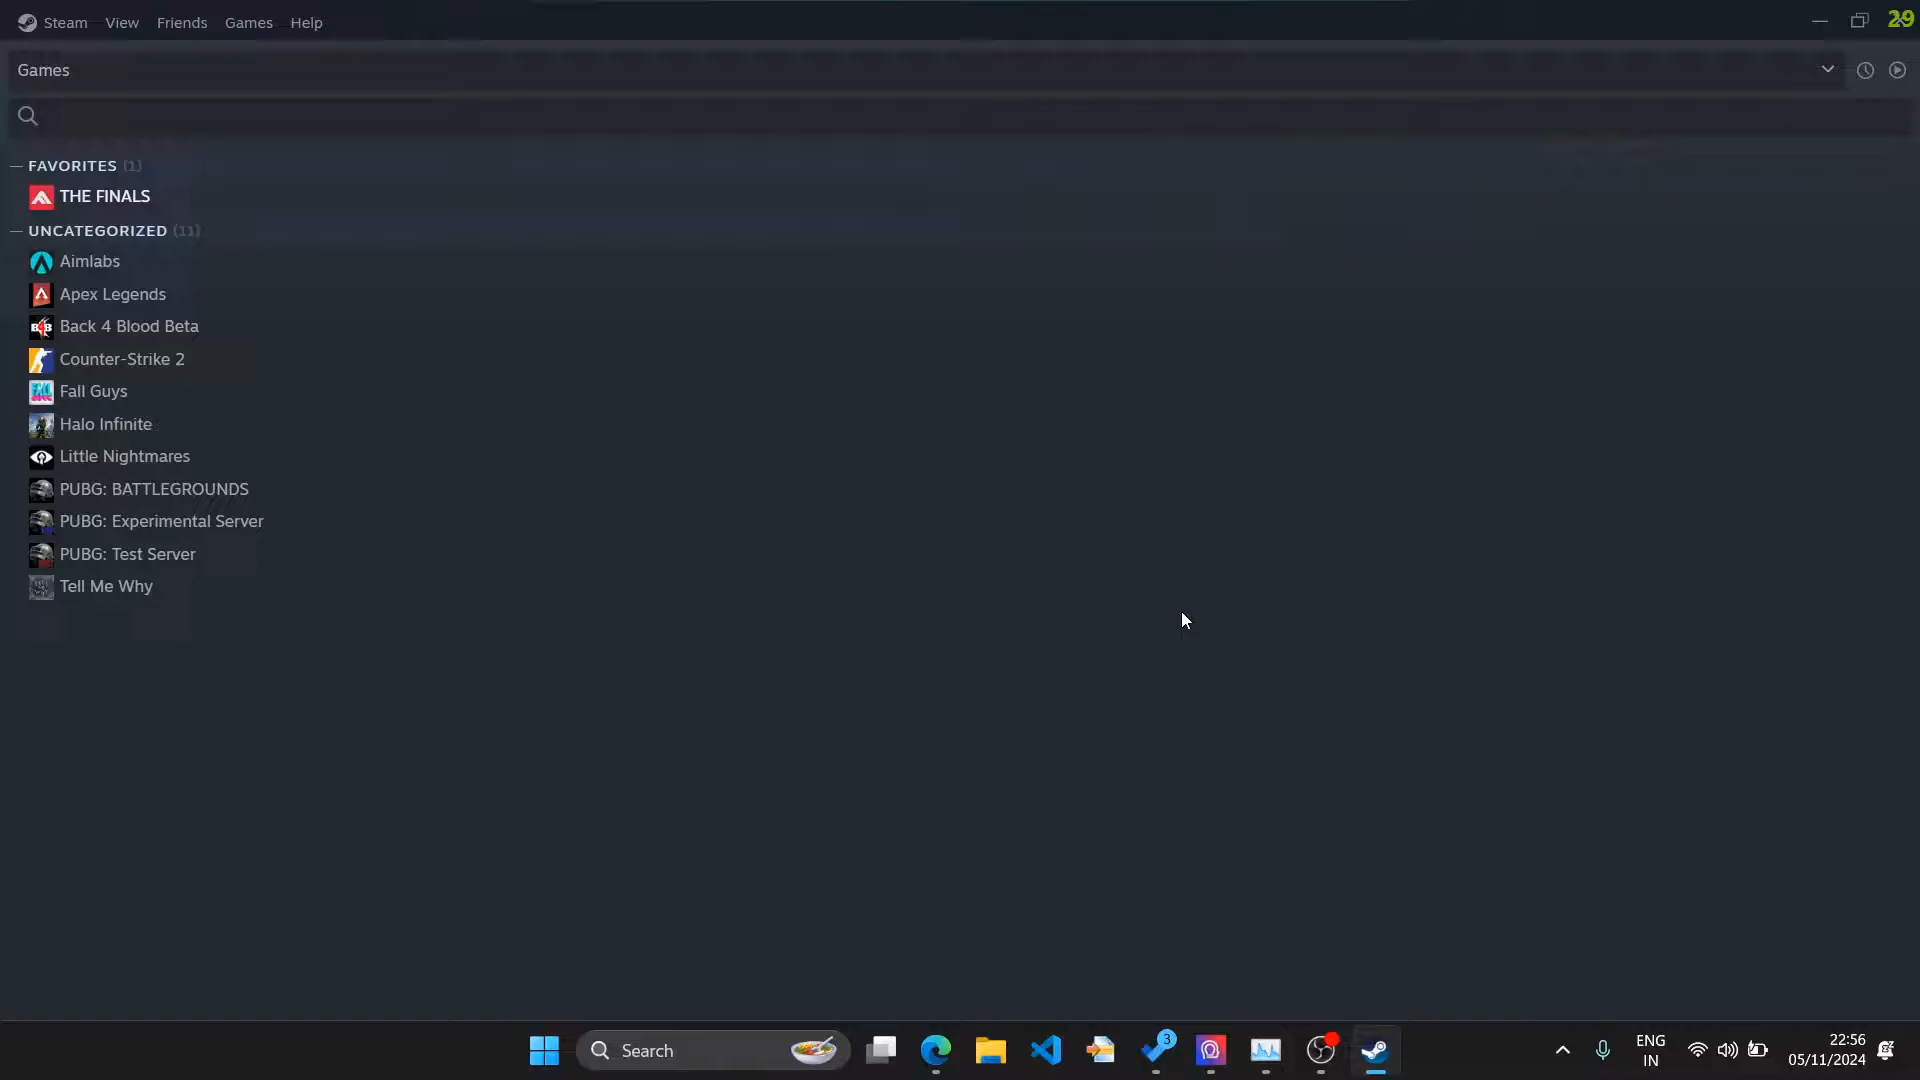 Steam View Friends Games Help
29
Games
FAVORITES (1)
THE FINALS
UNCATEGORIZED (11)
Aimlabs
Apex Legends
Back 4 Blood Beta
Counter-Strike 2
Fall Guys
Halo Infinite
Little Nightmares
PUBG: BATTLEGROUNDS
PUBG: Experimental Server
PUBG: Test Server
Tell Me Why
Search
3
ENG
IN
22:56
05/11/2024